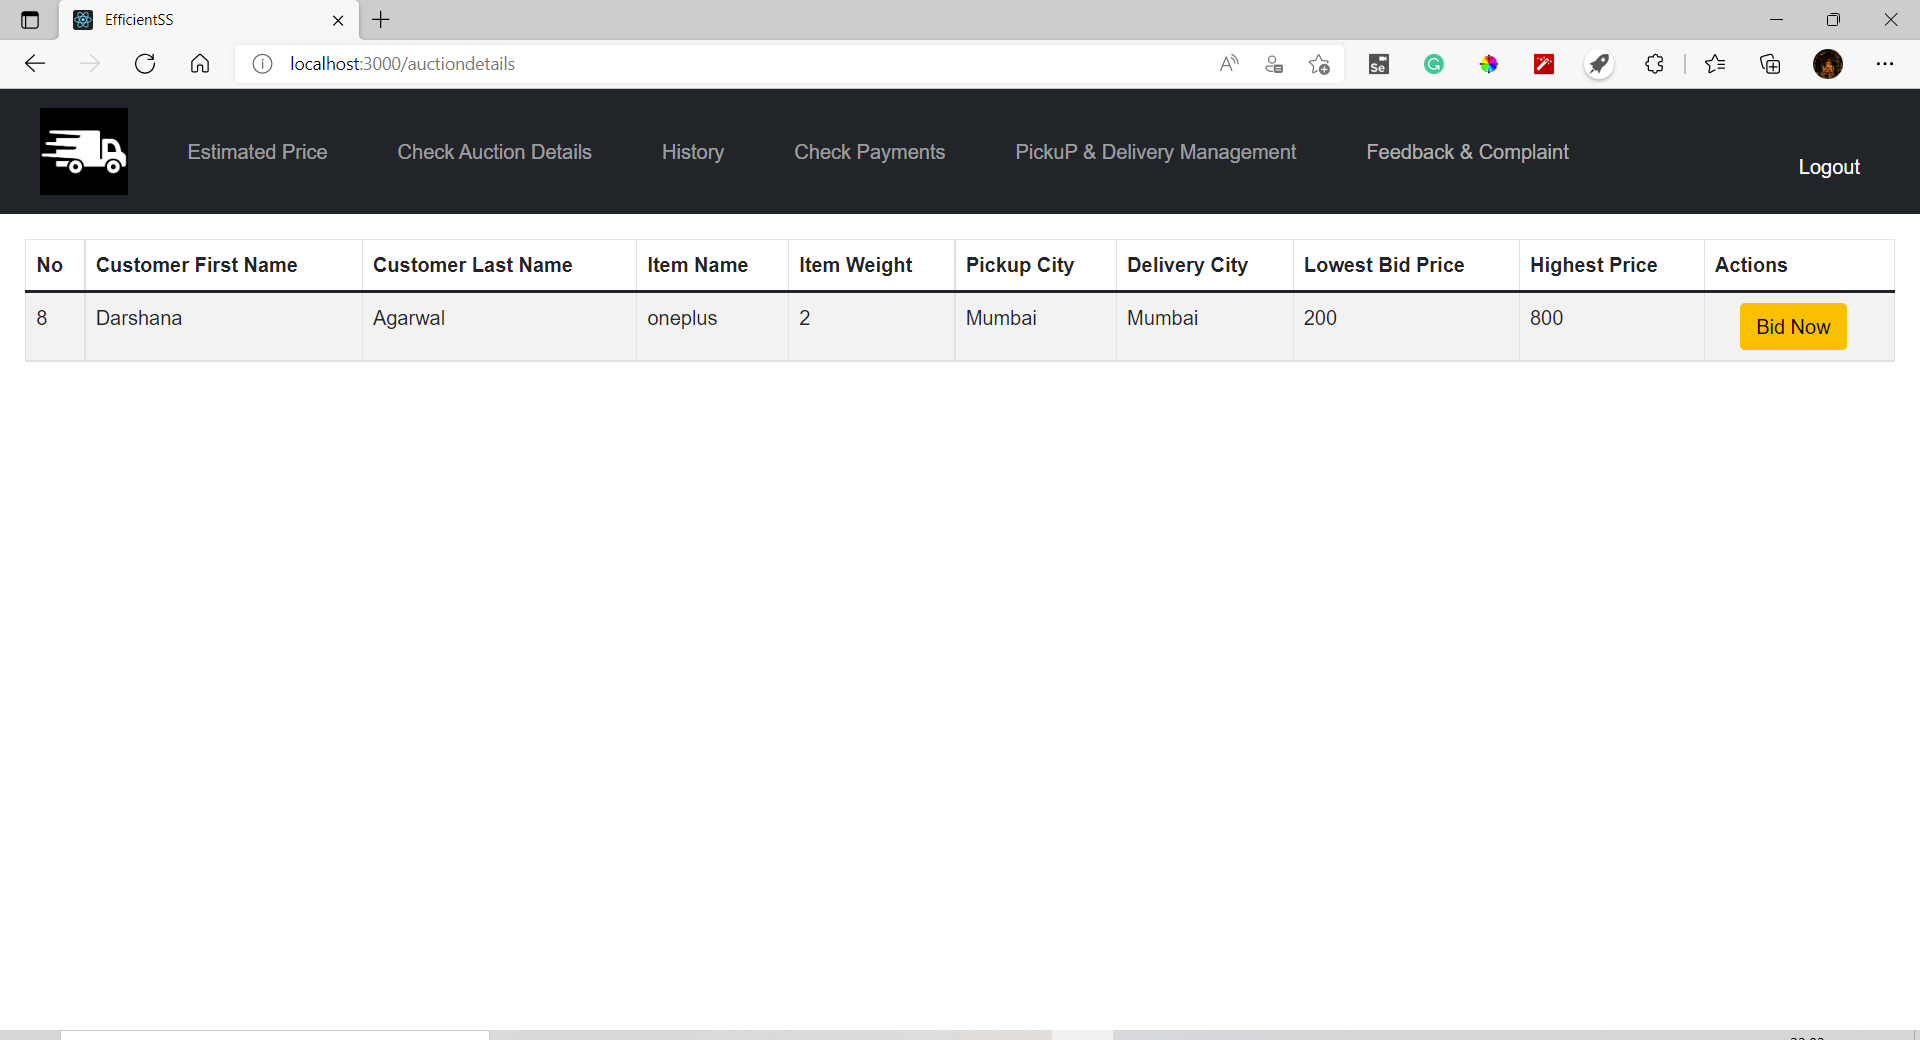 EfficientSS
localhost:3000/auctiondetails
Estimated Price Check Auction Details History Check Payments PickuP & Delivery Management Feedback & Complaint Logout
No Customer First Name Customer Last Name Item Name Item Weight Pickup City Delivery City Lowest Bid Price Highest Price Actions
8 Darshana Agarwal oneplus 2 Mumbai Mumbai 200 800 Bid Now